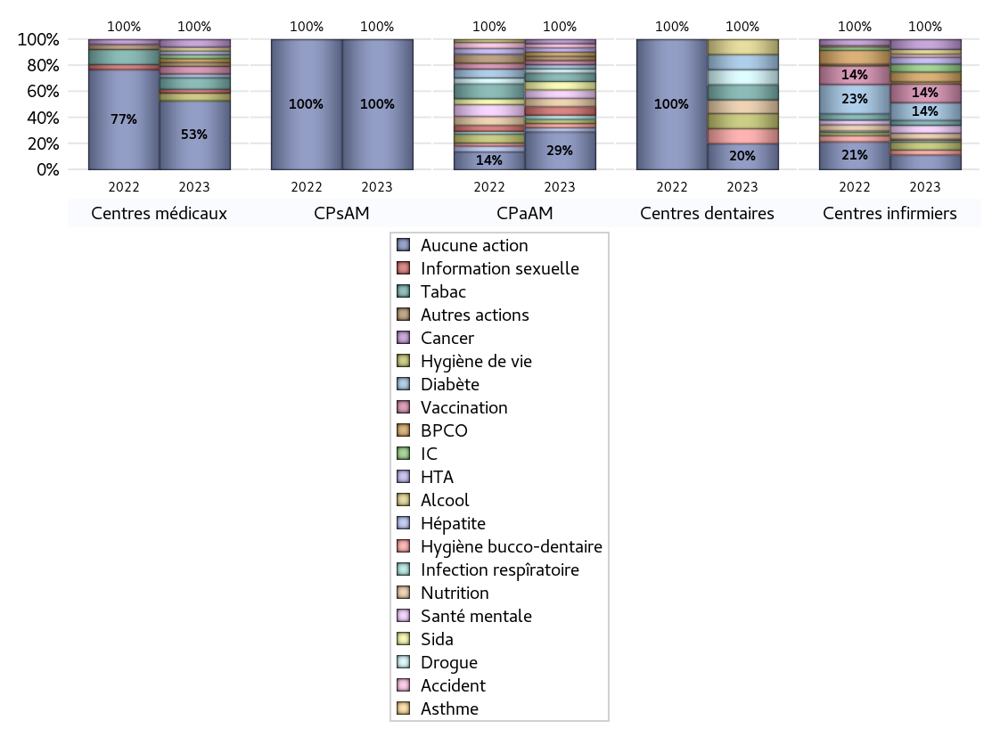 100% 100% 100% 100% 100% 100% 100% 100% 100% 100%
100%
80%
60%
40%
20%
0%
77% 53% 100% 100% 14% 29% 100% 20% 14% 23% 21% 14% 14%
2022 2023 2022 2023 2022 2023 2022 2023 2022 2023
Centres médicaux CPsAM CPaAM Centres dentaires Centres infirmiers
Aucune action
Information sexuelle
Tabac
Autres actions
Cancer
Hygiène de vie
Diabète
Vaccination
BPCO
IC
HTA
Alcool
Hépatite
Hygiène bucco-dentaire
Infection respîratoire
Nutrition
Santé mentale
Sida
Drogue
Accident
Asthme